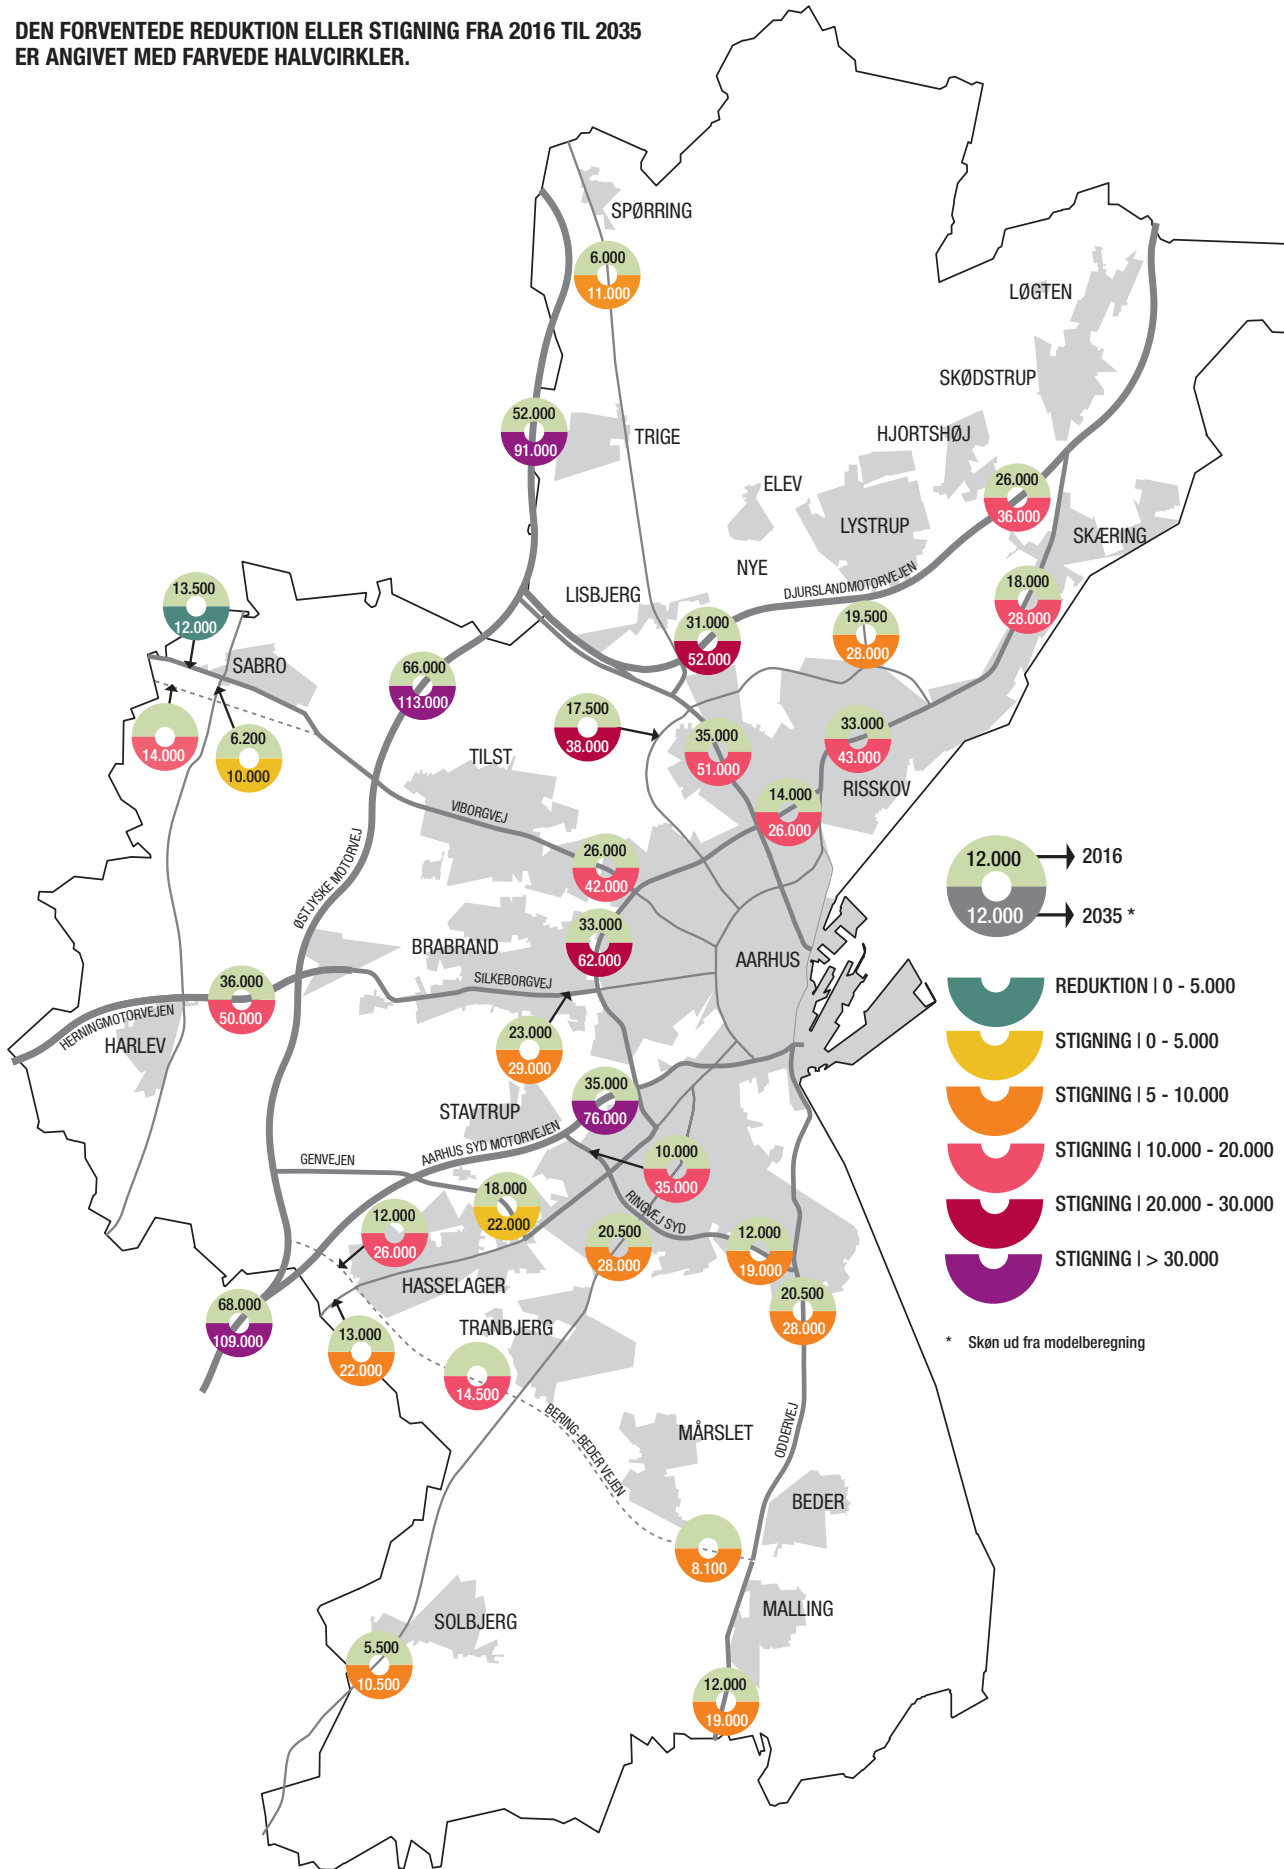 DEN FORVENTEDE REDUKTION ELLER STIGNING FRA 2016 TIL 2035
ER ANGIVET MED FARVEDE HALVCIRKLER.
SPØRRING
6.000
11.000
LØGTEN
SKØDSTRUP
52.000
91.000
TRIGE
HJORTSHØJ
ELEV
26.000
36.000
LYSTRUP
SKÆRING
NYE
DJURSLANDMOTORVEJEN
13.500
12.000
LISBJERG
18.000
28.000
31.000
52.000
19.500
28.000
SABRO
66.000
113.000
17.500
38.000
14.000
6.200
10.000
35.000
51.000
33.000
43.000
TILST
RISSKOV
VIBORGVEJ
14.000
26.000
26.000
42.000
12.000
2016
12.000
2035 *
ØSTJYSKE MOTORVEJ
33.000
62.000
BRABRAND
AARHUS
SILKEBORGVEJ
36.000
50.000
HERNINGMOTORVEJEN
HARLEV
REDUKTION | 0 - 5.000
STIGNING | 0 - 5.000
STIGNING | 5 - 10.000
STIGNING | 10.000 - 20.000
STIGNING | 20.000 - 30.000
STIGNING | > 30.000
* Skøn ud fra modelberegning
23.000
29.000
35.000
76.000
STAVTRUP
AARHUS SYD MOTORVEJEN
GENVEJEN
10.000
35.000
18.000
22.000
RINGVEJ SYD
12.000
26.000
20.500
28.000
12.000
19.000
HASSELAGER
68.000
109.000
20.500
28.000
13.000
22.000
TRANBJERG
14.500
BERING-BEDER VEJEN
MÅRSLET
ODDERVEJ
BEDER
8.100
MALLING
SOLBJERG
5.500
10.500
12.000
19.000